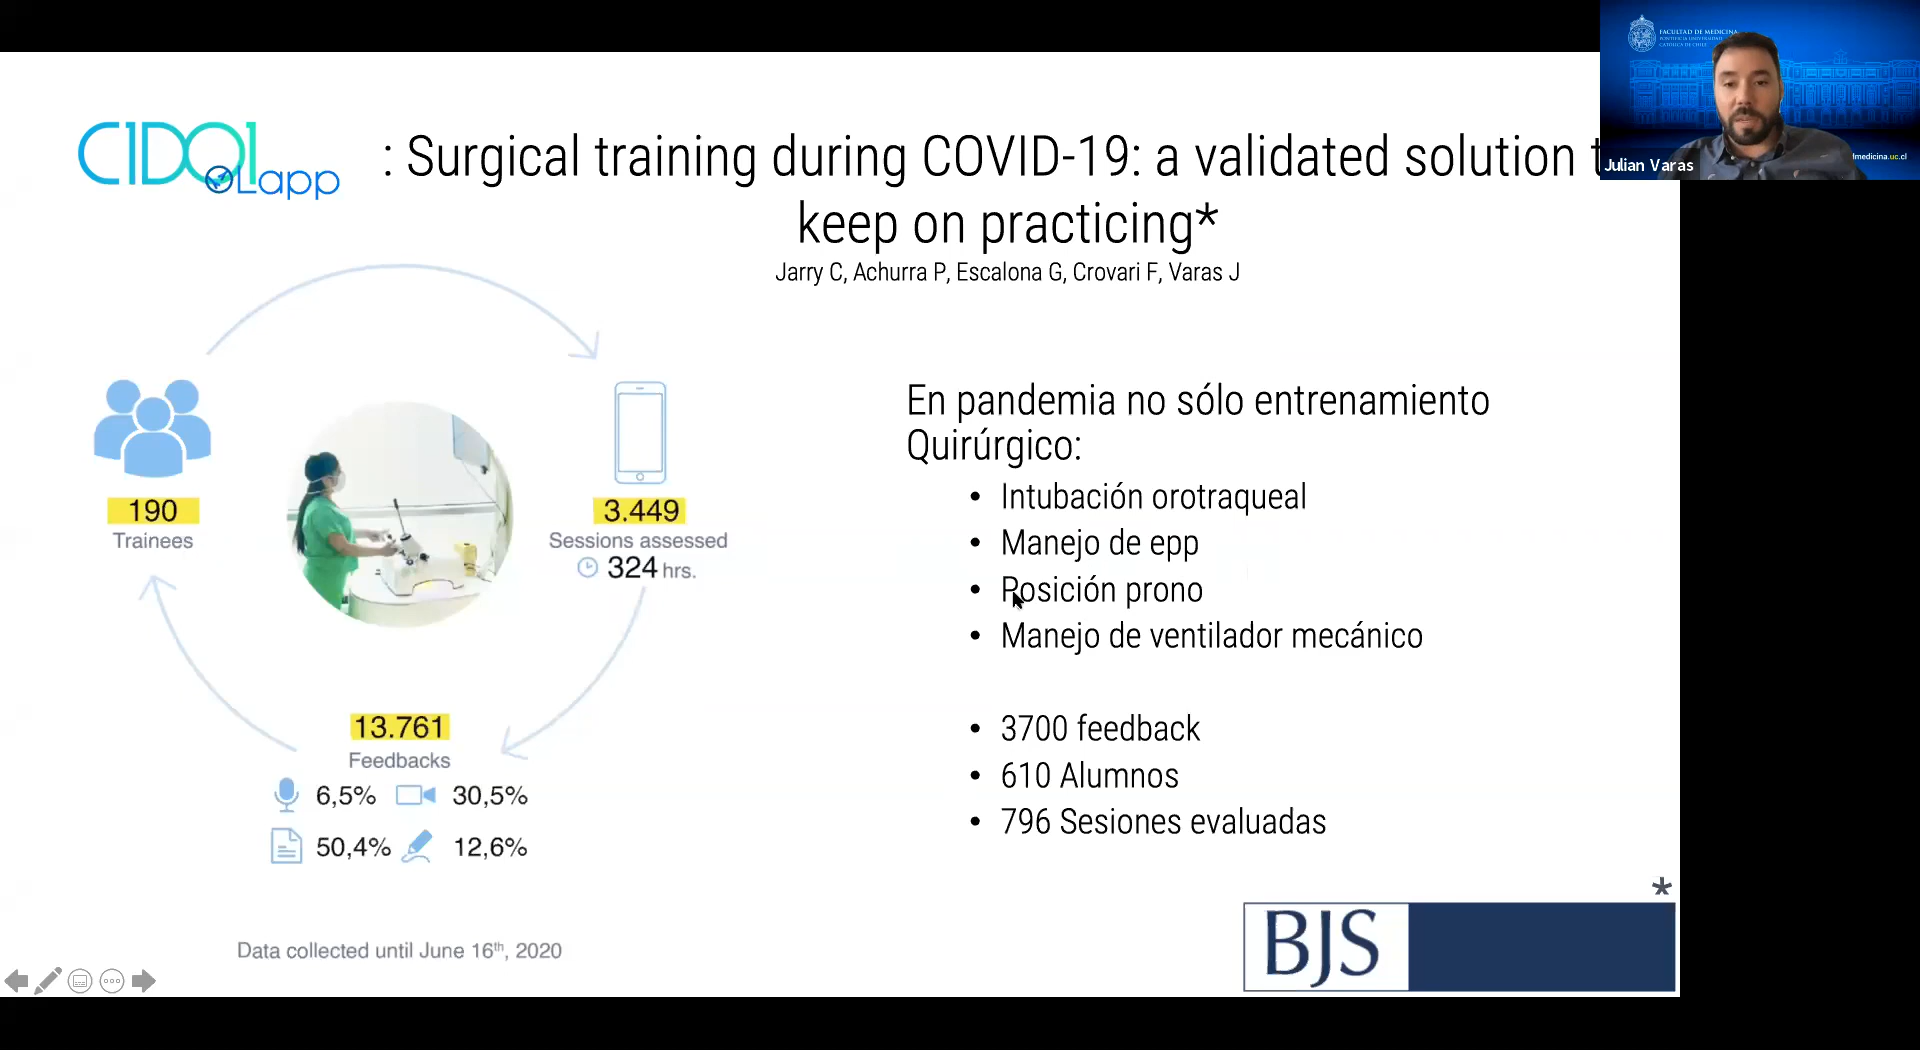 FACULTAD DE MEDICINA
PONTIFICIA UNIVERSIDAD
CATÓLICA DE CHILE
medicina.uc.cl
Julian Varas
C1DO1
OLapp
: Surgical training during COVID-19: a validated solution t
keep on practicing*
Jarry C, Achurra P, Escalona G, Crovari F, Varas J
190
Trainees
3.449
Sessions assessed
324 hrs.
13.761
Feedbacks
6,5% 30,5%
50,4% 12,6%
Data collected until June 16th, 2020
En pandemia no sólo entrenamiento
Quirúrgico:
• Intubación orotraqueal
• Manejo de epp
• Posición prono
• Manejo de ventilador mecánico
• 3700 feedback
• 610 Alumnos
• 796 Sesiones evaluadas
*
BJS